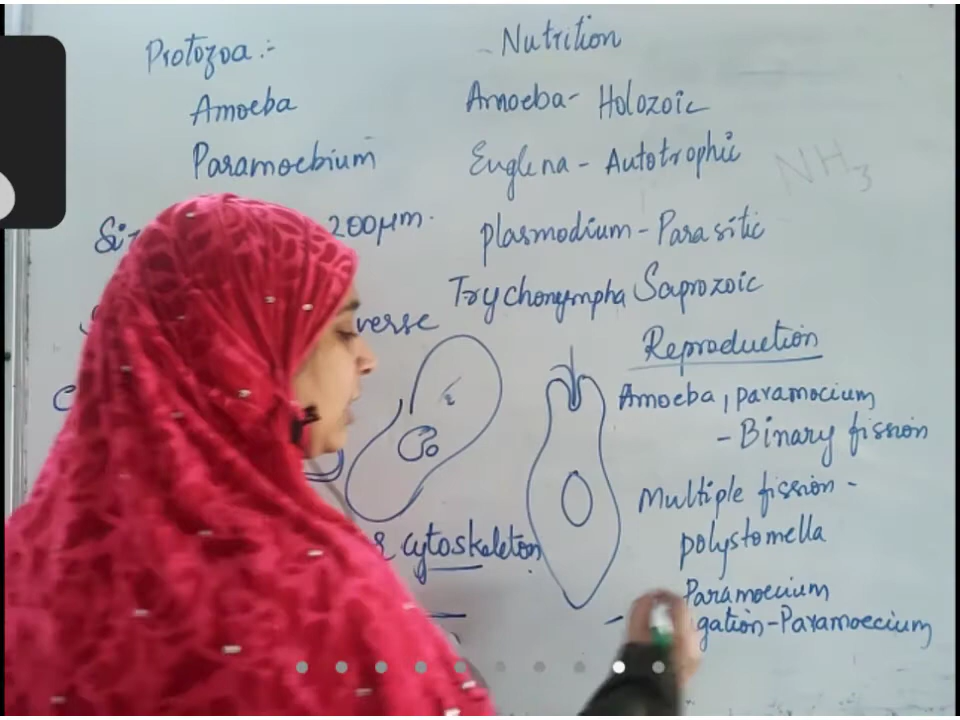 Protozoa :-
Amoeba
Paramoebium
200µm.
verse
cytoskeleton
Nutrition
Amoeba - Holozoic
Euglena - Autotrophic
NH3
plasmodium - Parasitic
Trychonympha Saprozoic
Reproduction
Amoeba, paramocium
- Binary fission
Multiple fission -
polystomella
Paramoecium
gation - Paramoecium